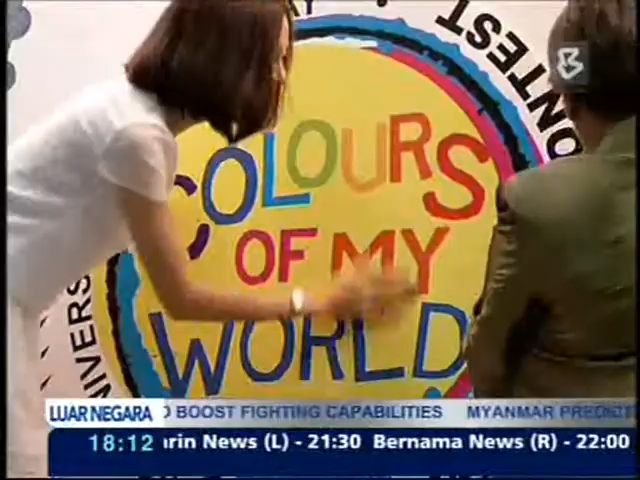 CONTEST
B
COLOURS
OF MY
WORLD
LUAR NEGARA
BOOST FIGHTING CAPABILITIES MYANMAR
18:12
News (L) - 21:30 Bernama News (R) - 22:00